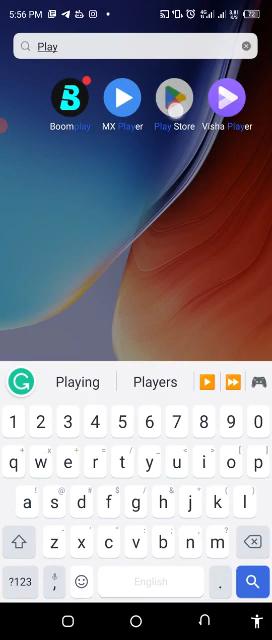 5:56 PM
Play
Boomplay MX Player Play Store Visha Player
Playing Players
1 2 3 4 5 6 7 8 9 0
q w e r t y u i o p
a s d f g h j k l
z x c v b n m
?123 , English .